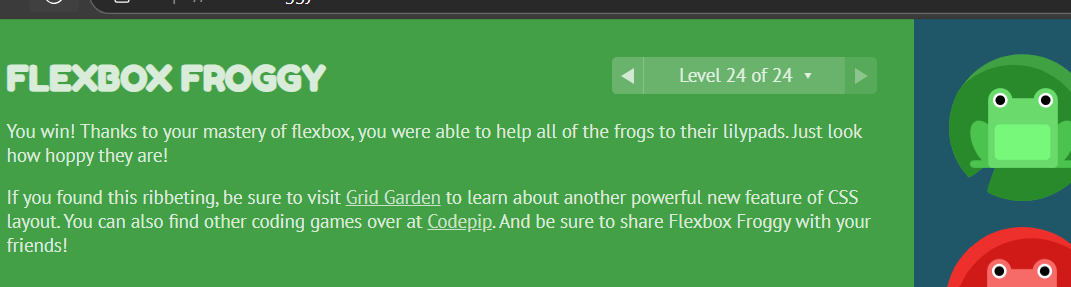 FLEXBOX FROGGY
Level 24 of 24
You win! Thanks to your mastery of flexbox, you were able to help all of the frogs to their lilypads. Just look
how hoppy they are!
If you found this ribbeting, be sure to visit Grid Garden to learn about another powerful new feature of CSS
layout. You can also find other coding games over at Codepip. And be sure to share Flexbox Froggy with your
friends!